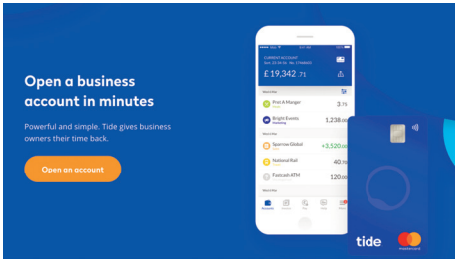 Open a business
account in minutes
Powerful and simple. Tide gives business
owners their time back.
Open an account
CURRENT ACCOUNT
£19,342.71
Pret A Manger
3.75
Bright Events
Marketing
1,238.00
Sparrow Global
+3,520.00
National Rail
40.70
Fastcash ATM
120.00
tide
mastercard